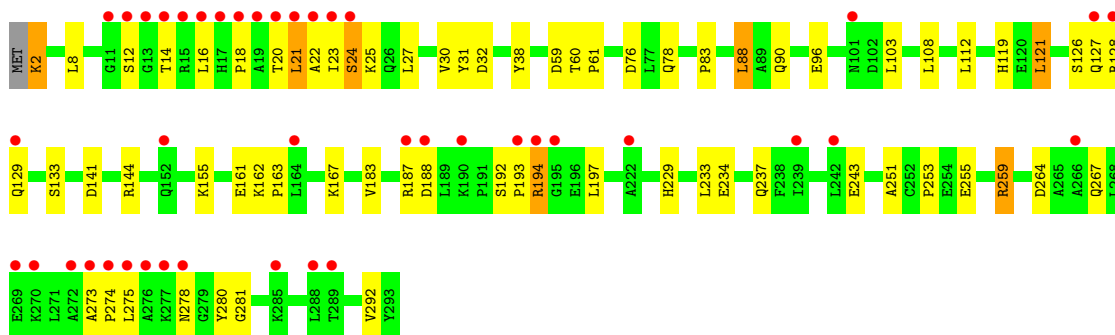 MET K2 L8 G11 S12 G13 T14 R15 L16 H17 P18 A19 T20 L21 A22 I23 S24 K25 Q26 L27 V30 Y31 D32 Y38 D59 T60 P61 D76 L77 Q78 P83 L88 A89 Q90 E96 N101 D102 L103 L108 L112 H119 E120 L121 S126 Q127
Q129 S133 D141 R144 Q152 K155 E161 K162 P163 L164 K167 V183 R187 D188 L189 K190 P191 S192 P193 R194 G195 E196 L197 A222 H229 L233 E234 Q237 F238 I239 L242 E243 A251 C252 P253 E254 E255 R259 D264 A265 A266 Q267
E269 K270 L271 A272 A273 P274 L275 A276 K277 N278 G279 Y280 G281 K285 L288 T289 V292 Y293